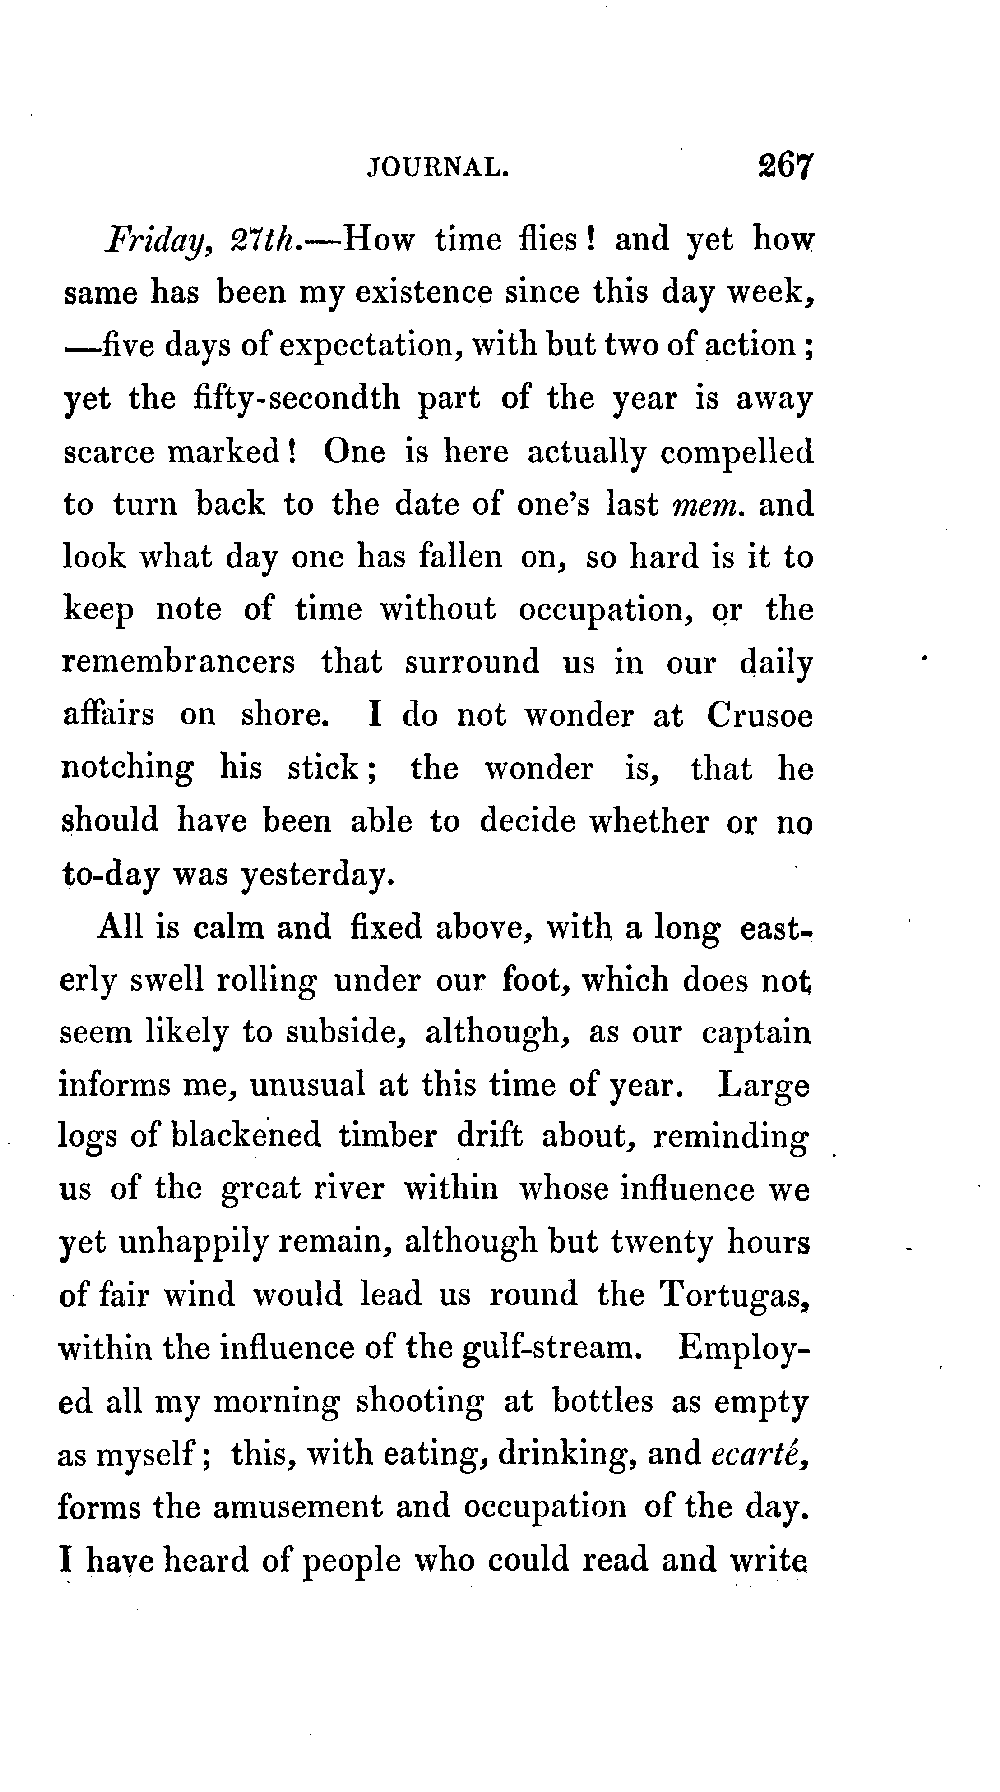 JOURNAL. 267
Friday, 27th.—How time flies! and yet how
same has been my existence since this day week,
—five days of expectation, with but two of action;
yet the fifty-secondth part of the year is away
scarce marked! One is here actually compelled
to turn back to the date of one's last mem. and
look what day one has fallen on, so hard is it to
keep note of time without occupation, or the
remembrancers that surround us in our daily
affairs on shore. I do not wonder at Crusoe
notching his stick; the wonder is, that he
should have been able to decide whether or no
to-day was yesterday.
All is calm and fixed above, with a long east-
erly swell rolling under our foot, which does not
seem likely to subside, although, as our captain
informs me, unusual at this time of year. Large
logs of blackened timber drift about, reminding
us of the great river within whose influence we
yet unhappily remain, although but twenty hours
of fair wind would lead us round the Tortugas,
within the influence of the gulf-stream. Employ-
ed all my morning shooting at bottles as empty
as myself; this, with eating, drinking, and ecarté,
forms the amusement and occupation of the day.
I have heard of people who could read and write